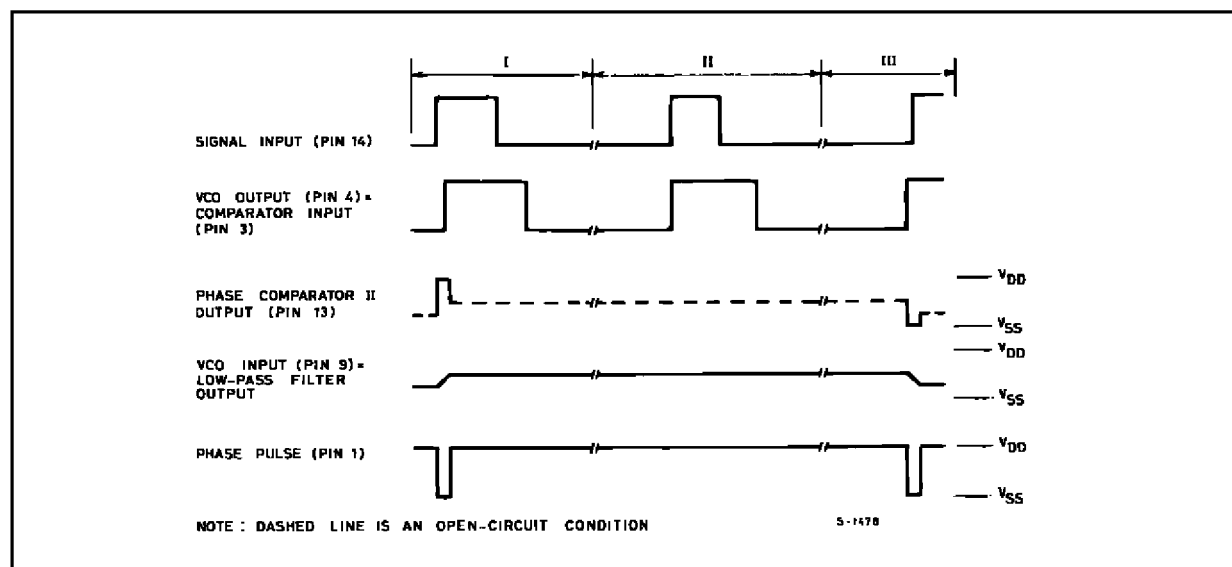 I II III
SIGNAL INPUT (PIN 14)
VCO OUTPUT (PIN 4)=
COMPARATOR INPUT
(PIN 3)
PHASE COMPARATOR II
OUTPUT (PIN 13)
VDD
VSS
VCO INPUT (PIN 9)=
LOW-PASS FILTER
OUTPUT
VDD
VSS
PHASE PULSE (PIN 1)
VDD
VSS
NOTE : DASHED LINE IS AN OPEN-CIRCUIT CONDITION
S-1478